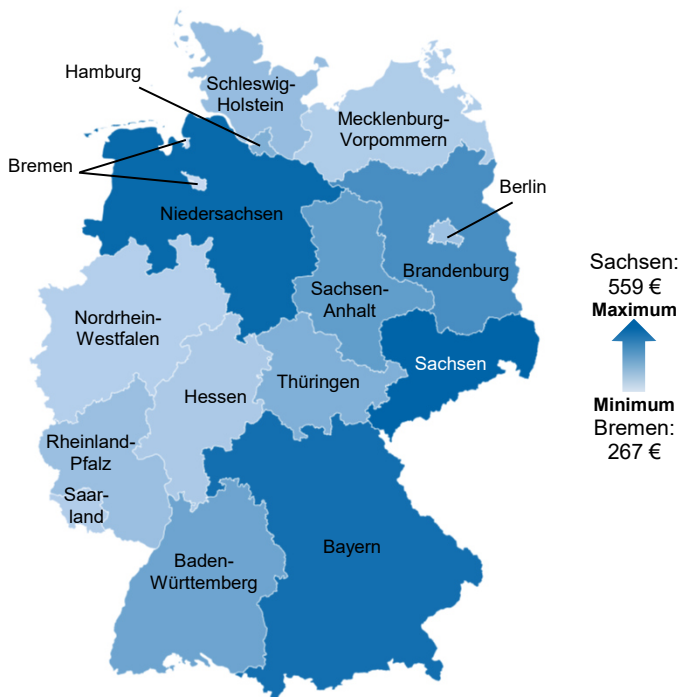 Hamburg
Schleswig-
Holstein
Mecklenburg-
Vorpommern
Bremen
Berlin
Niedersachsen
Brandenburg
Sachsen-
Anhalt
Nordrhein-
Westfalen
Sachsen
Thüringen
Hessen
Rheinland-
Pfalz
Saar-
land
Bayern
Baden-
Württemberg
Sachsen:
559 €
Maximum
Minimum
Bremen:
267 €